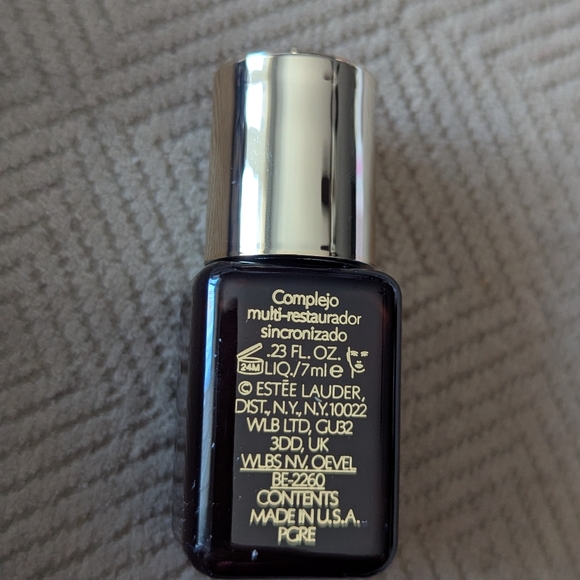 Complejo
multi-restaurador
sincronizado
.23 FL. OZ.
24M LIQ./7ml e
© ESTĒE LAUDER,
DIST., N.Y., N.Y. 10022
WLB LTD, GU32
3DD, UK
WLBS NV, OEVEL
BE-2260
CONTENTS
MADE IN U.S.A.
PGRE